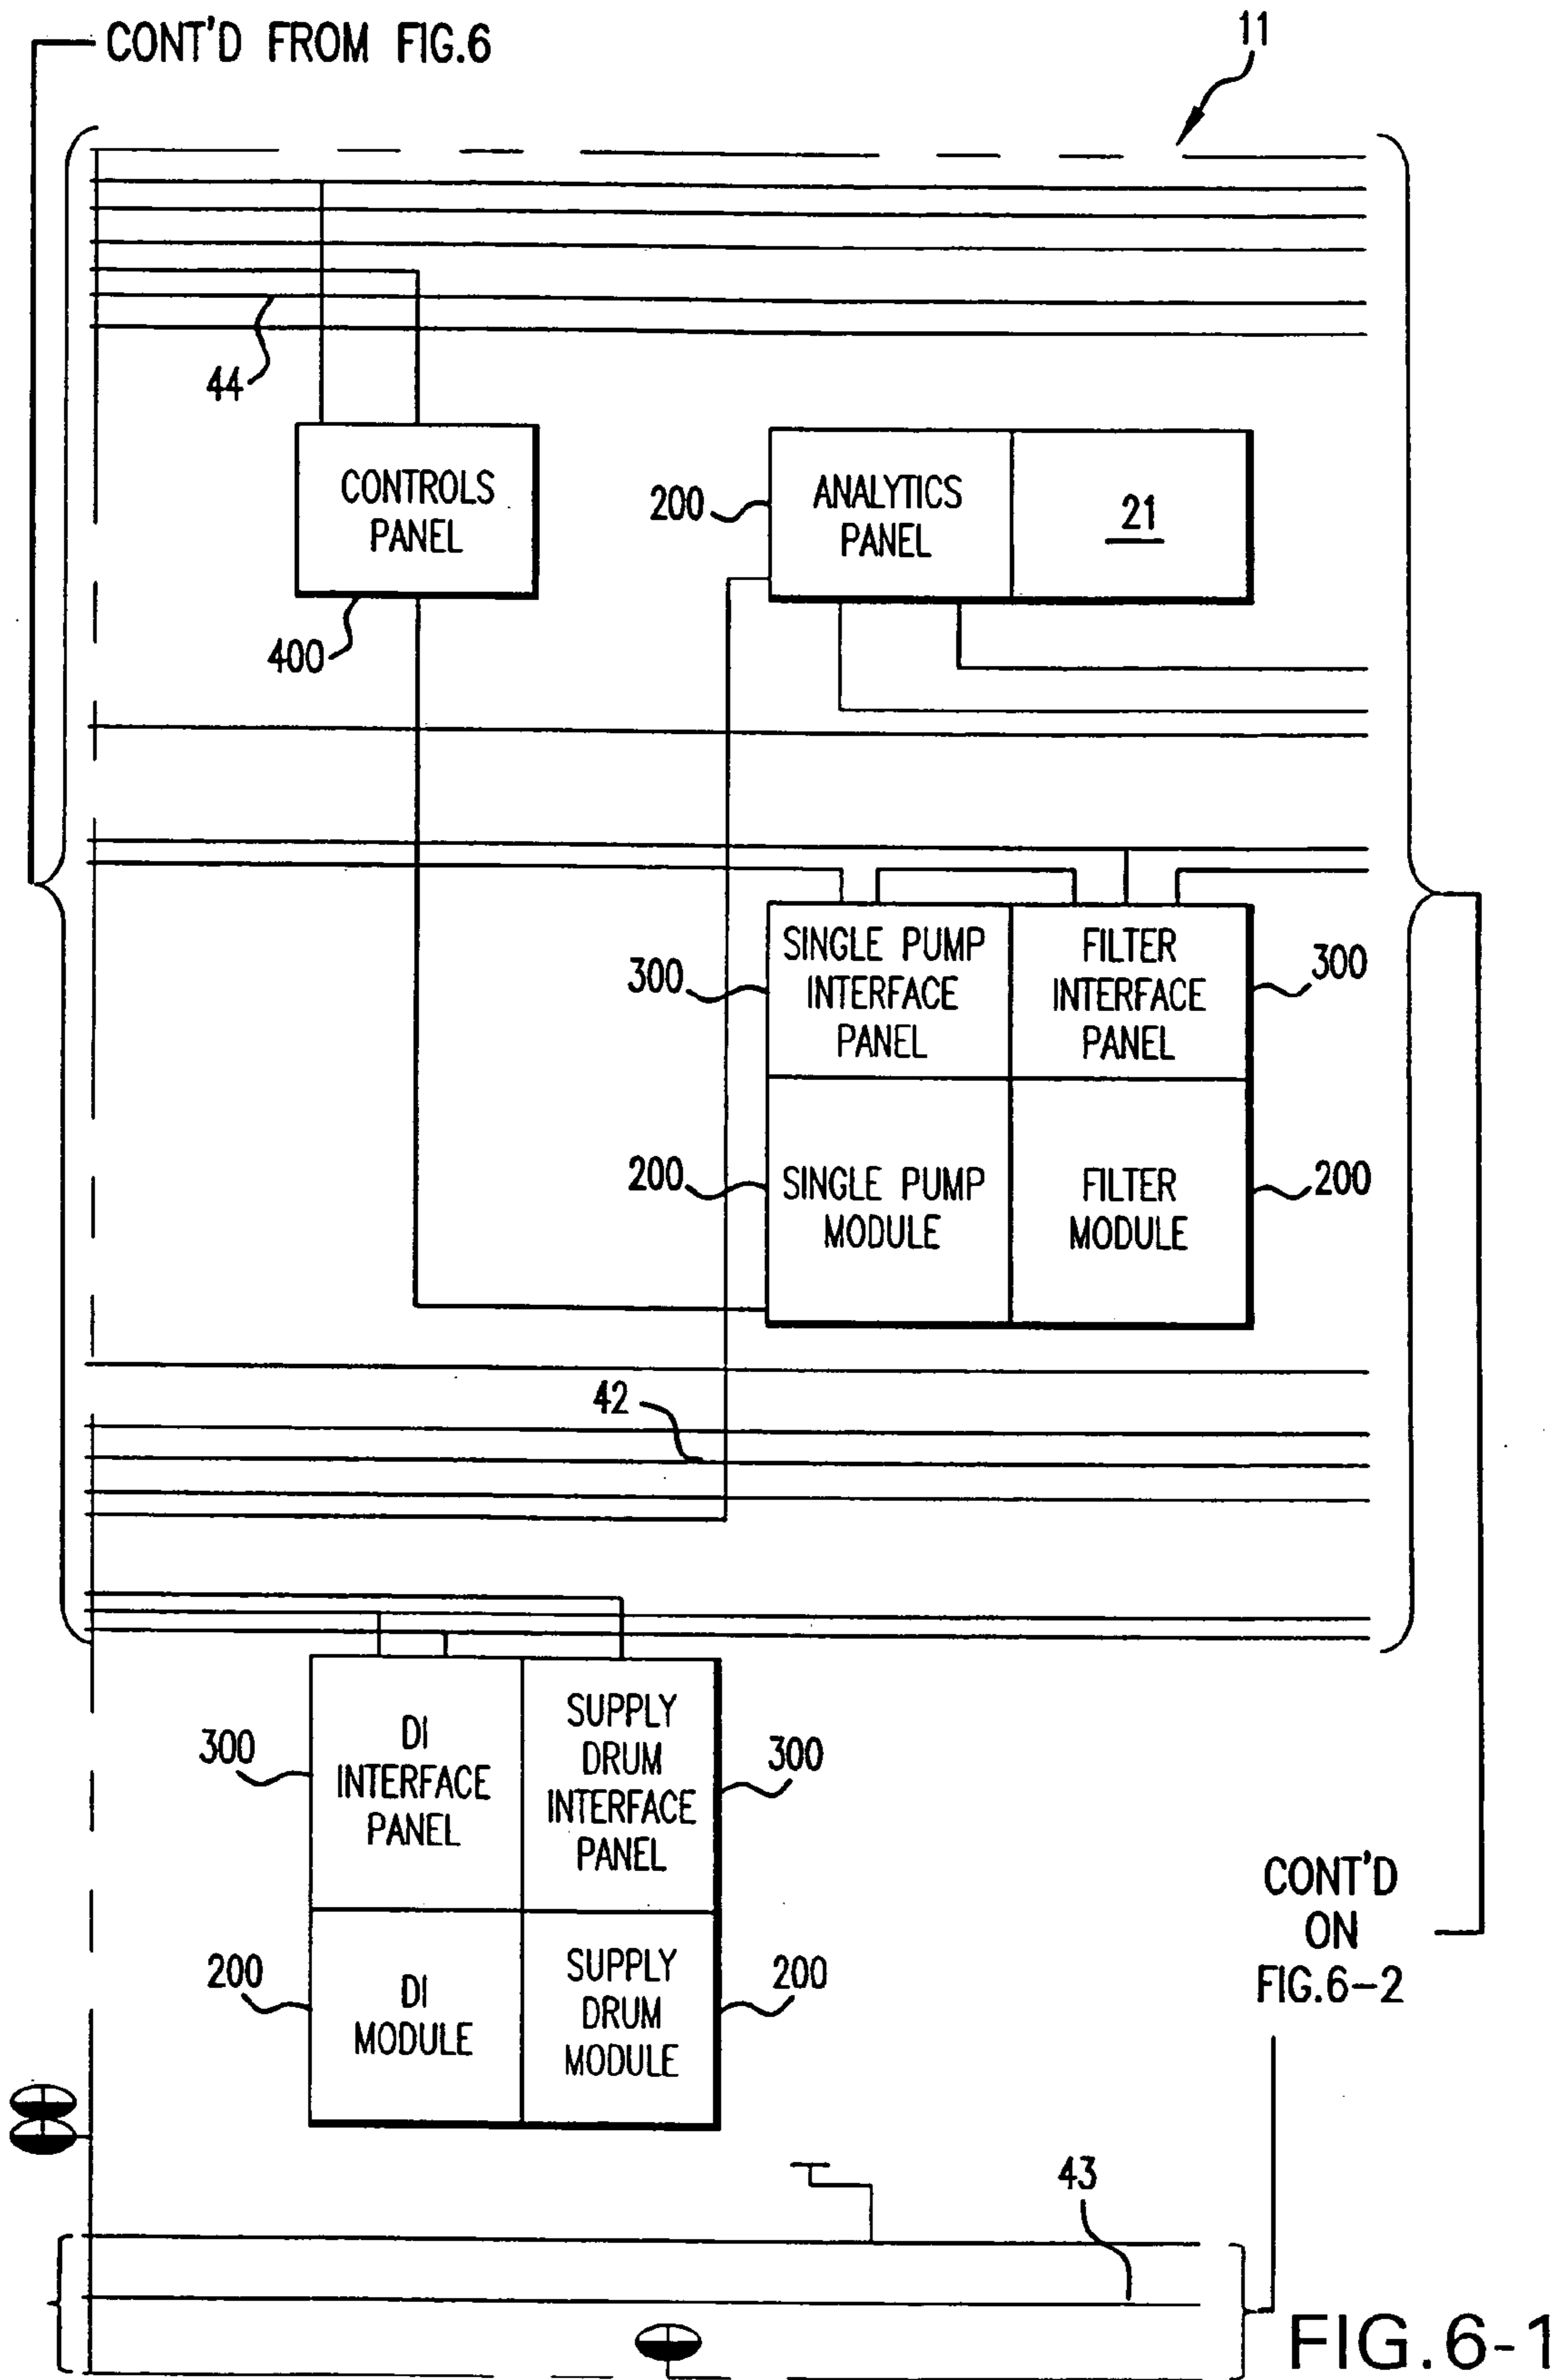 CONT'D FROM FIG.6
11
44
CONTROLS
PANEL
400
200
ANALYTICS
PANEL
21
300
SINGLE PUMP
INTERFACE
PANEL
FILTER
INTERFACE
PANEL
300
200
SINGLE PUMP
MODULE
FILTER
MODULE
200
42
300
DI
INTERFACE
PANEL
SUPPLY
DRUM
INTERFACE
PANEL
300
200
DI
MODULE
SUPPLY
DRUM
MODULE
200
CONT'D
ON
FIG.6-2
43
FIG.6-1